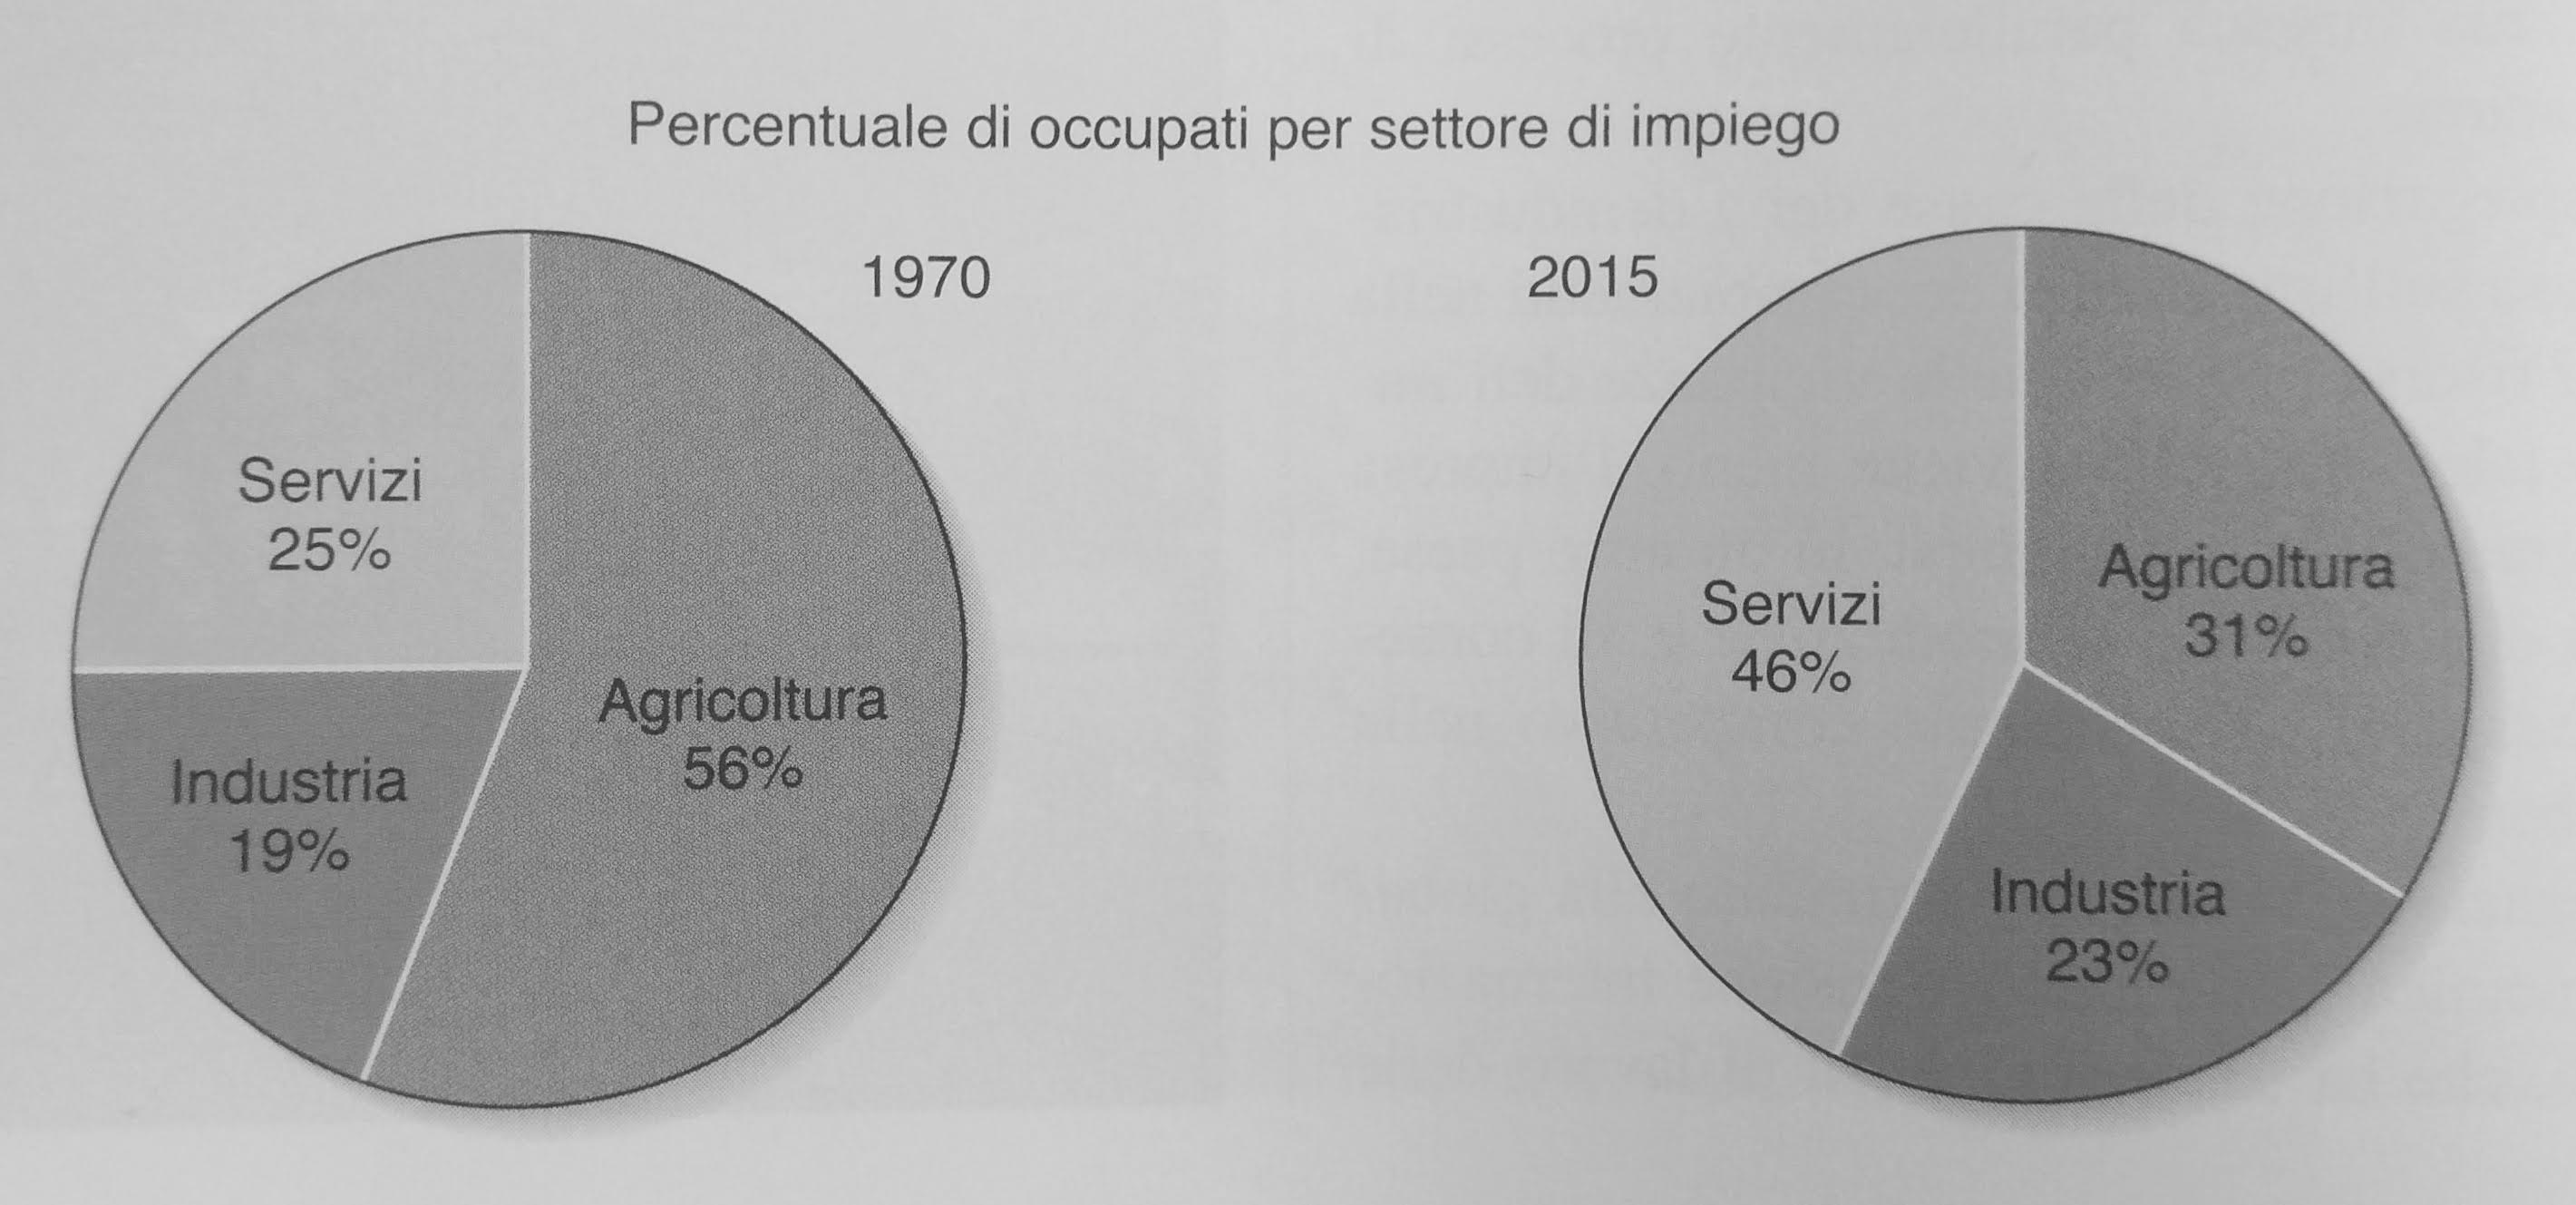 Percentuale di occupati per settore di impiego
1970
Servizi
25%
Agricoltura
56%
Industria
19%
2015
Servizi
46%
Agricoltura
31%
Industria
23%